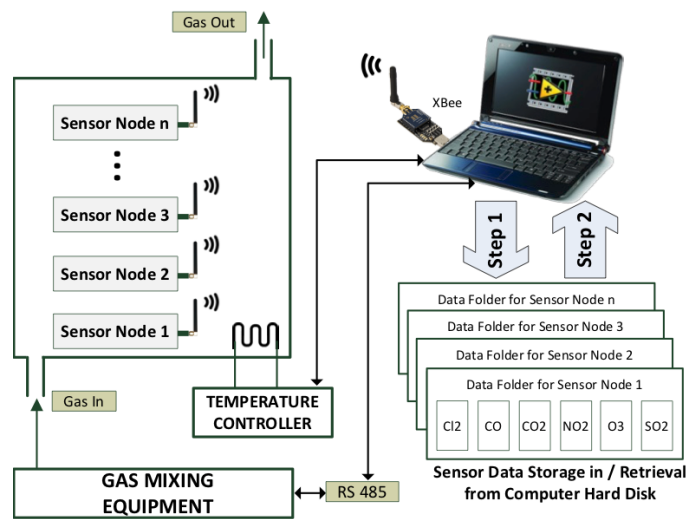 Gas Out
XBee
Sensor Node n
Sensor Node 3
Sensor Node 2
Sensor Node 1
Step 1
Step 2
Data Folder for Sensor Node n
Data Folder for Sensor Node 3
Data Folder for Sensor Node 2
Data Folder for Sensor Node 1
Cl2
CO
CO2
NO2
O3
SO2
Gas In
TEMPERATURE
CONTROLLER
GAS MIXING
EQUIPMENT
RS 485
Sensor Data Storage in / Retrieval
from Computer Hard Disk